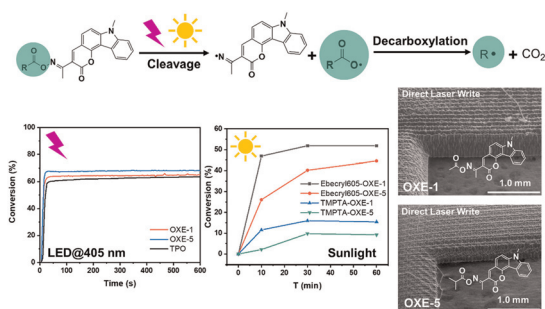 R O O N N O O
Cleavage
•N N O O
+
R O O•
Decarboxylation
R• + CO₂
Conversion (%)
100
80
60
40
20
0
OXE-1
OXE-5
TPO
LED@405 nm
0 100 200 300 400 500 600
Time (s)
Conversion (%)
60
50
40
30
20
10
0
Ebecryl605-OXE-1
Ebecryl605-OXE-5
TMPTA-OXE-1
TMPTA-OXE-5
Sunlight
0 10 20 30 40 50 60
T (min)
Direct Laser Write
OXE-1
1.0 mm
Direct Laser Write
OXE-5
1.0 mm